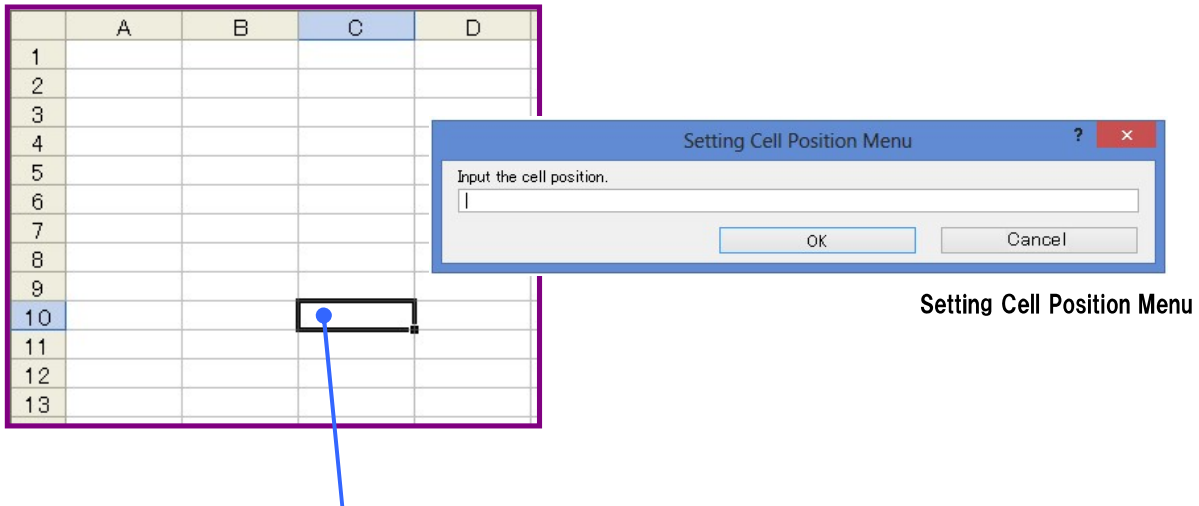 A B C D
1
2
3
4
5
6
7
8
9
10
11
12
13
Setting Cell Position Menu ? ×
Input the cell position.
OK Cancel
Setting Cell Position Menu